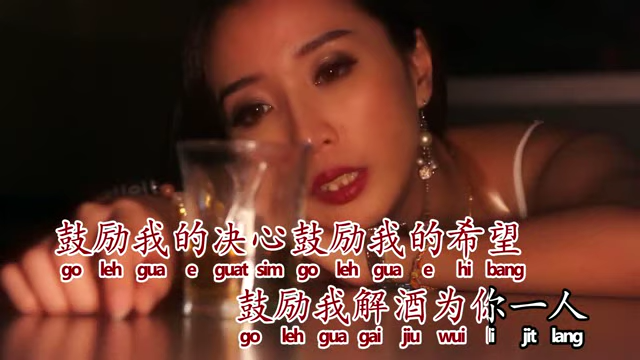 鼓励我的决心鼓励我的希望
go leh gua e guat sim go leh gua e hi bang
鼓励我解酒为你一人
go leh gua gai jiu wui li jit lang